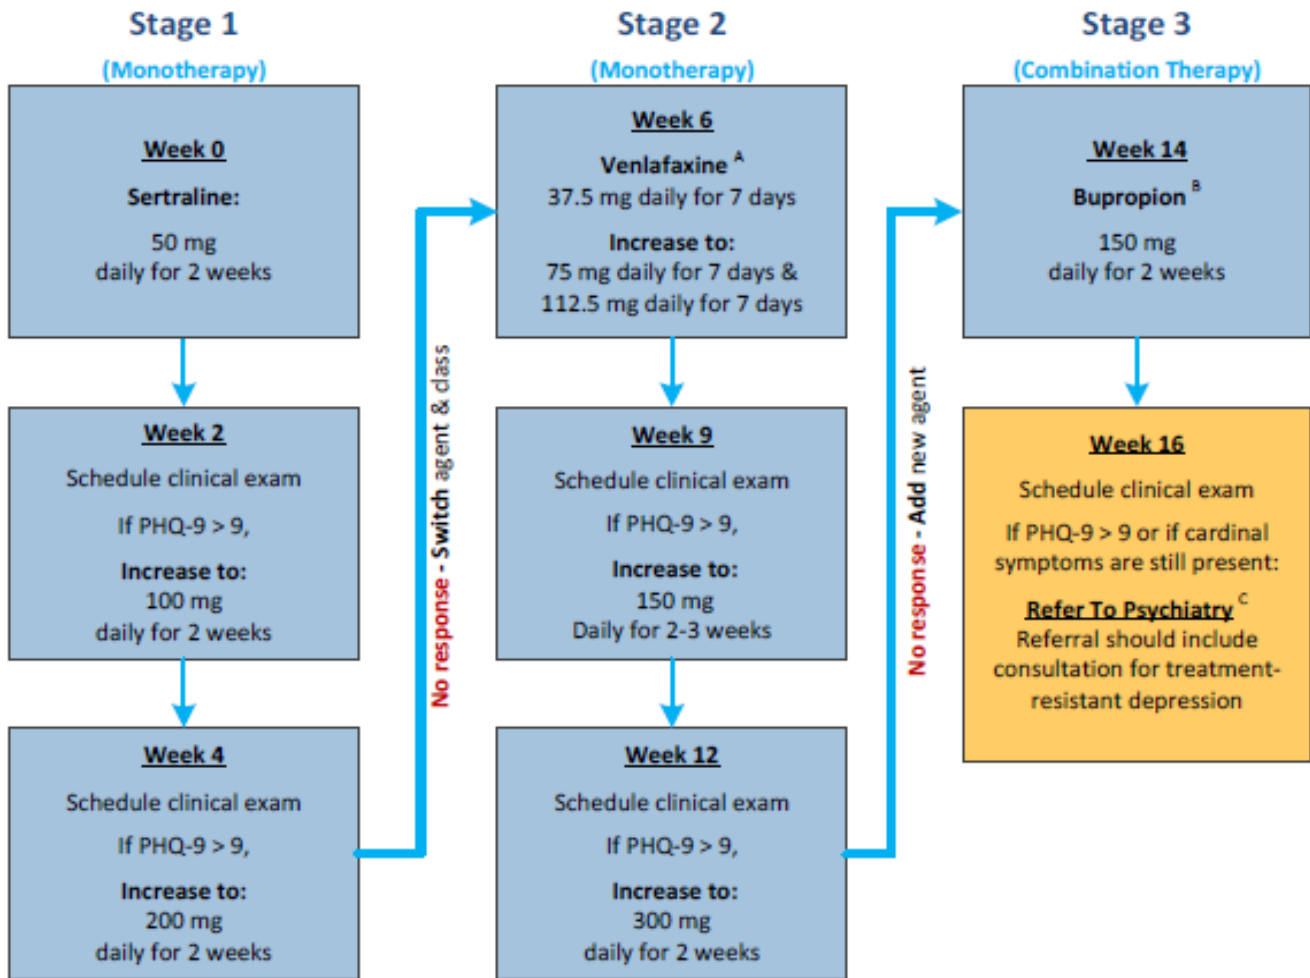 Stage 1
(Monotherapy)
Week 0
Sertraline:
50 mg
daily for 2 weeks
Week 2
Schedule clinical exam
If PHQ-9 > 9,
Increase to:
100 mg
daily for 2 weeks
Week 4
Schedule clinical exam
If PHQ-9 > 9,
Increase to:
200 mg
daily for 2 weeks
No response - Switch agent & class
Stage 2
(Monotherapy)
Week 6
Venlafaxine A
37.5 mg daily for 7 days
Increase to:
75 mg daily for 7 days &
112.5 mg daily for 7 days
Week 9
Schedule clinical exam
If PHQ-9 > 9,
Increase to:
150 mg
Daily for 2-3 weeks
Week 12
Schedule clinical exam
If PHQ-9 > 9,
Increase to:
300 mg
daily for 2 weeks
No response - Add new agent
Stage 3
(Combination Therapy)
Week 14
Bupropion B
150 mg
daily for 2 weeks
Week 16
Schedule clinical exam
If PHQ-9 > 9 or if cardinal
symptoms are still present:
Refer To Psychiatry C
Referral should include
consultation for treatment-
resistant depression